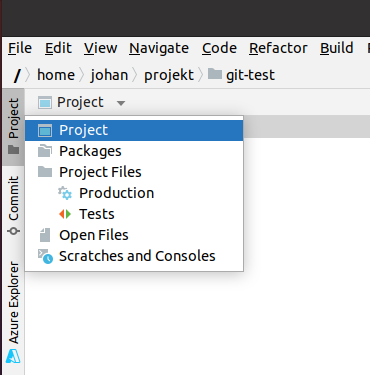 File Edit View Navigate Code Refactor Build
/ home johan projekt git-test
Project
Project
Packages
Project Files
Production
Tests
Open Files
Scratches and Consoles
Project
Commit
Azure Explorer